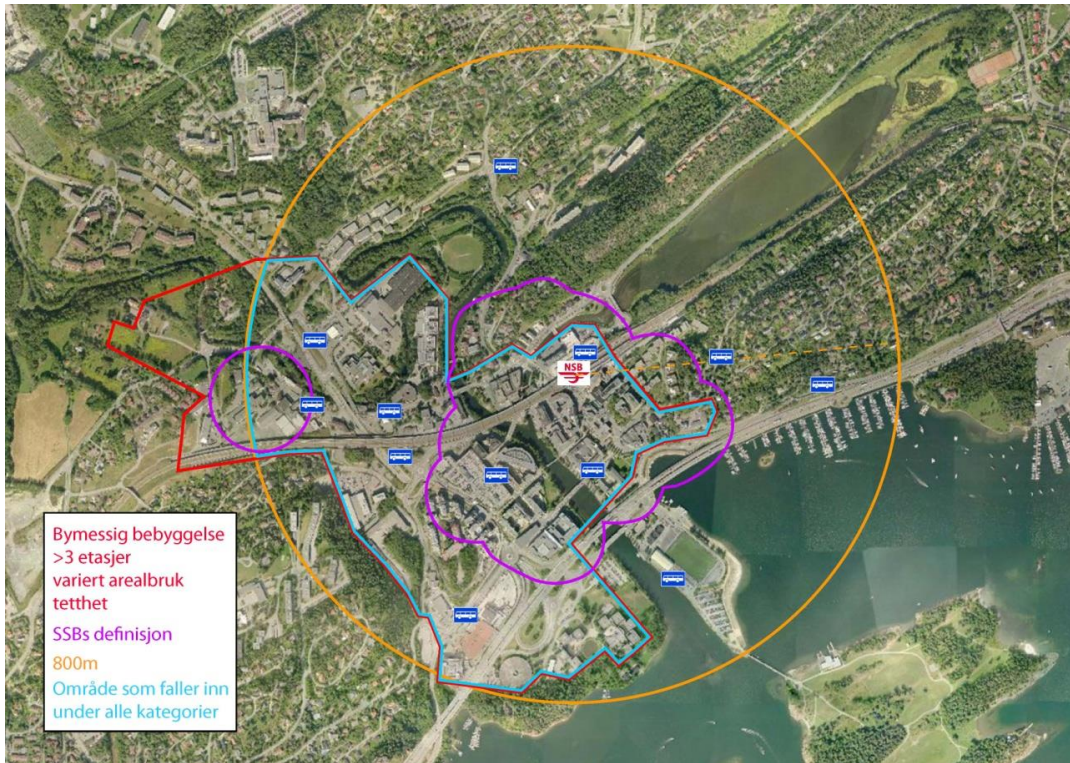 NSB
Bymessig bebyggelse
>3 etasjer
variert arealbruk
tetthet
SSBs definisjon
800m
Område som faller inn
under alle kategorier